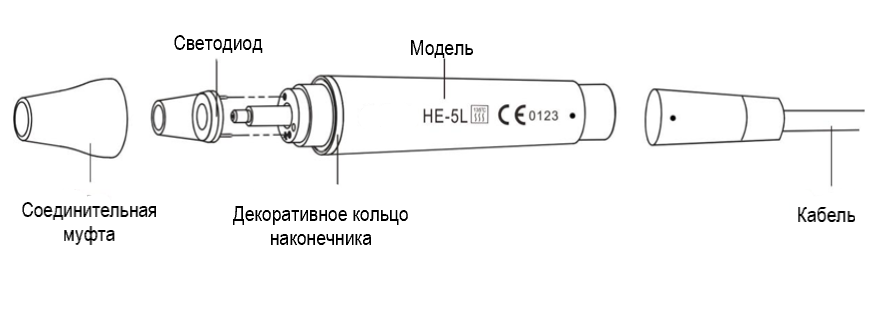 Светодиод
Модель
HE-5L CE 0123
Соединительная
муфта
Декоративное кольцо
наконечника
Кабель